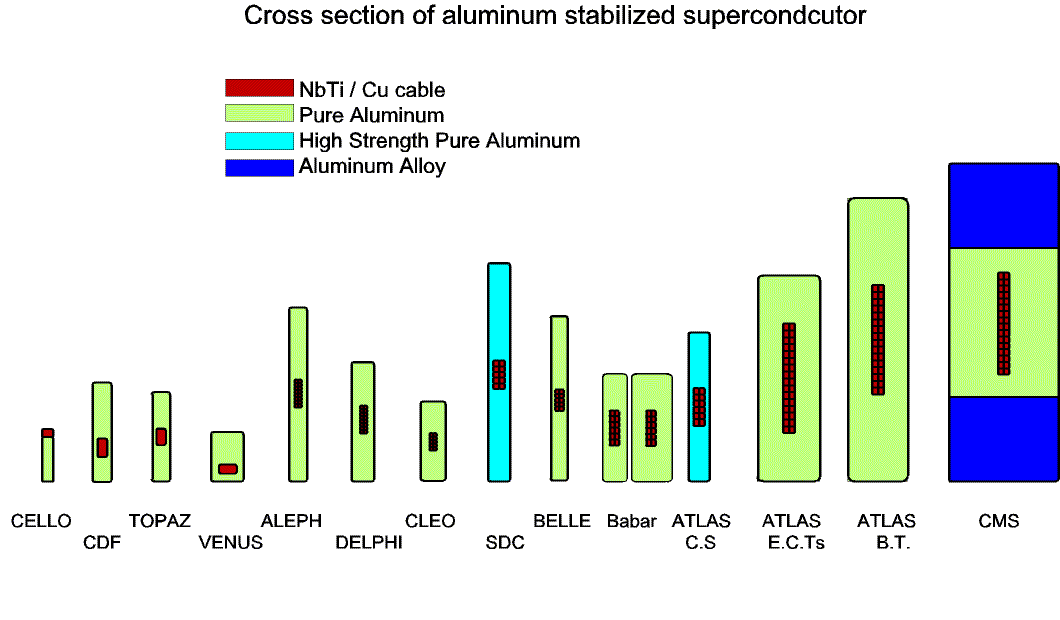 Cross section of aluminum stabilized supercondcutor
NbTi / Cu cable
Pure Aluminum
High Strength Pure Aluminum
Aluminum Alloy
CELLO
CDF
TOPAZ
VENUS
ALEPH
DELPHI
CLEO
SDC
BELLE
Babar
ATLAS
C.S
ATLAS
E.C.Ts
ATLAS
B.T.
CMS